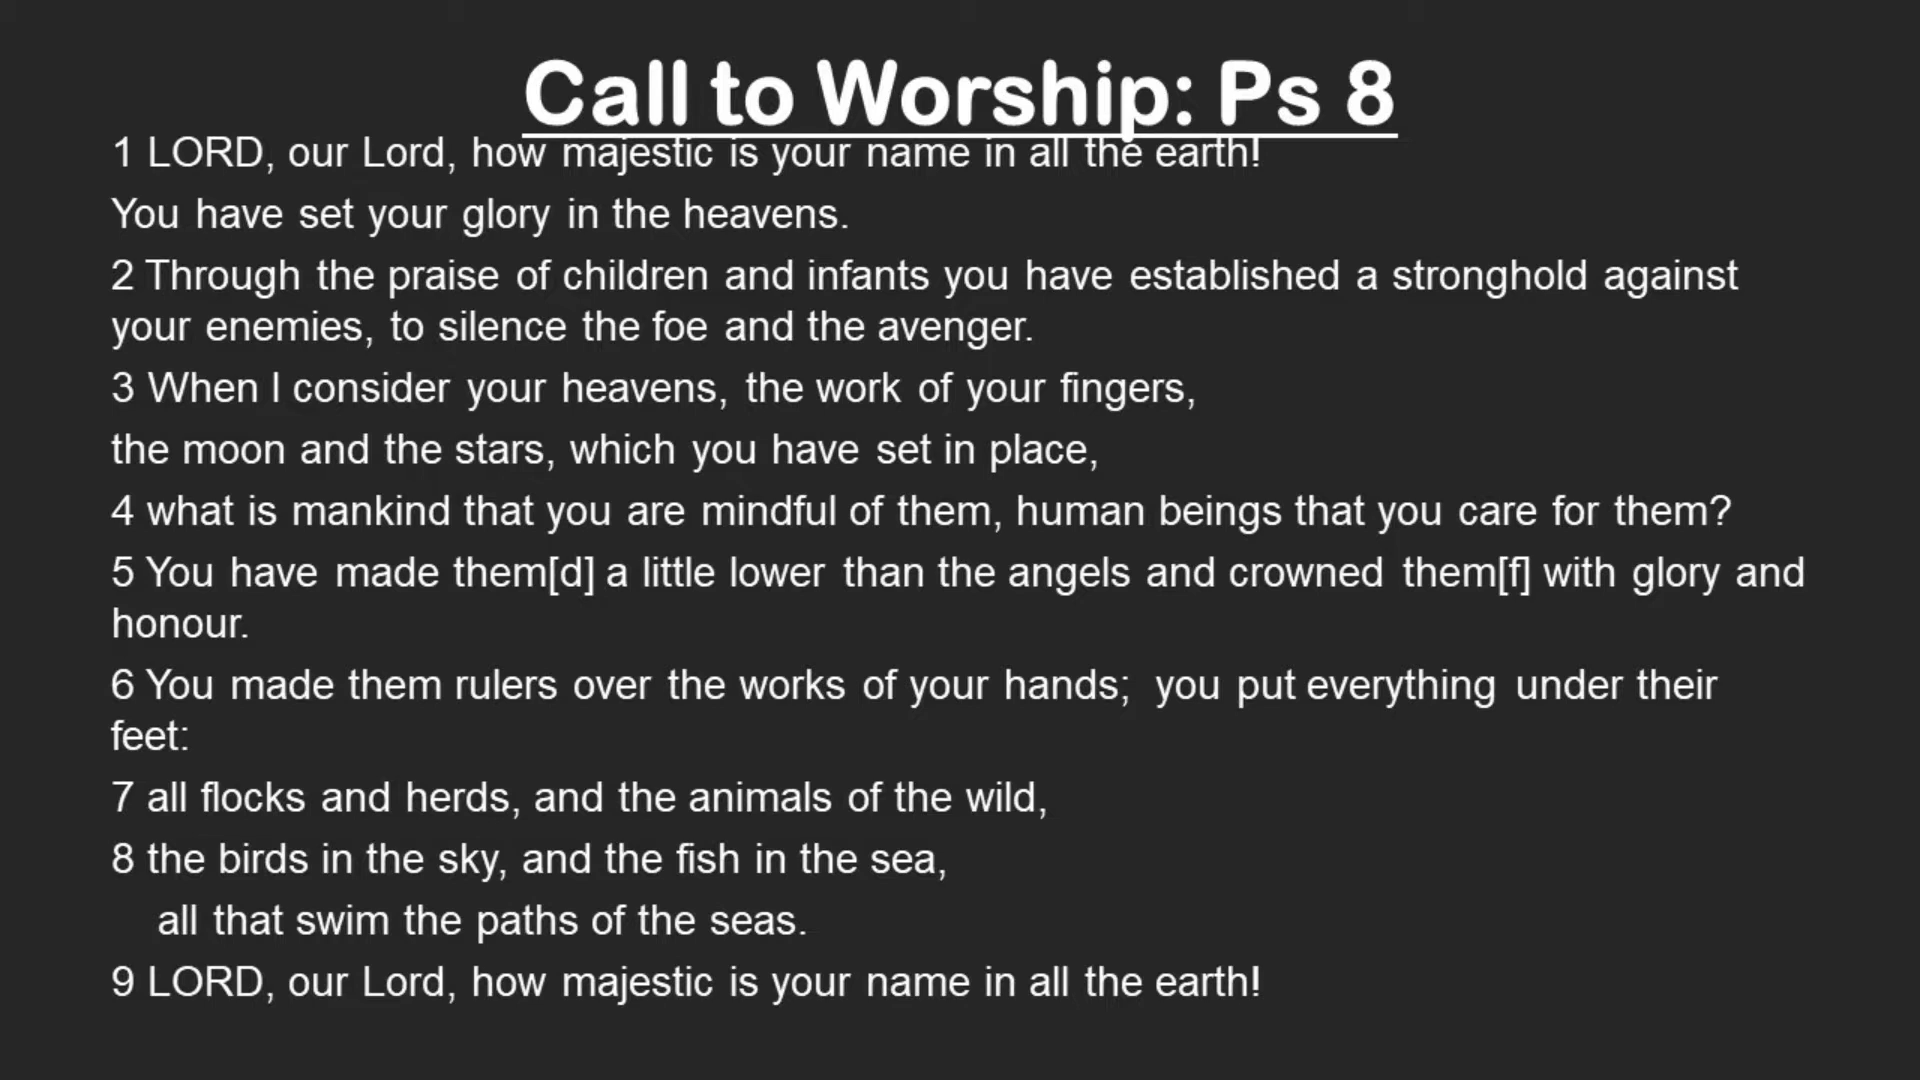 Call to Worship: Ps 8
1 LORD, our Lord, how majestic is your name in all the earth!
You have set your glory in the heavens.
2 Through the praise of children and infants you have established a stronghold against
your enemies, to silence the foe and the avenger.
3 When I consider your heavens, the work of your fingers,
the moon and the stars, which you have set in place,
4 what is mankind that you are mindful of them, human beings that you care for them?
5 You have made them[d] a little lower than the angels and crowned them[f] with glory and
honour.
6 You made them rulers over the works of your hands; you put everything under their
feet:
7 all flocks and herds, and the animals of the wild,
8 the birds in the sky, and the fish in the sea,
all that swim the paths of the seas.
9 LORD, our Lord, how majestic is your name in all the earth!